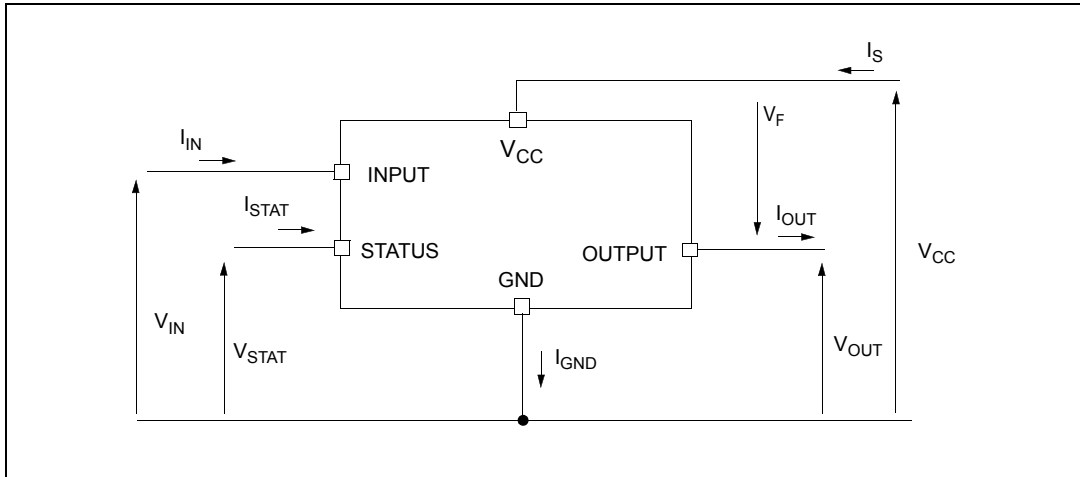 I_S
V_F
V_CC
I_IN
INPUT
I_STAT
I_OUT
STATUS
OUTPUT
V_CC
GND
V_IN
V_STAT
I_GND
V_OUT